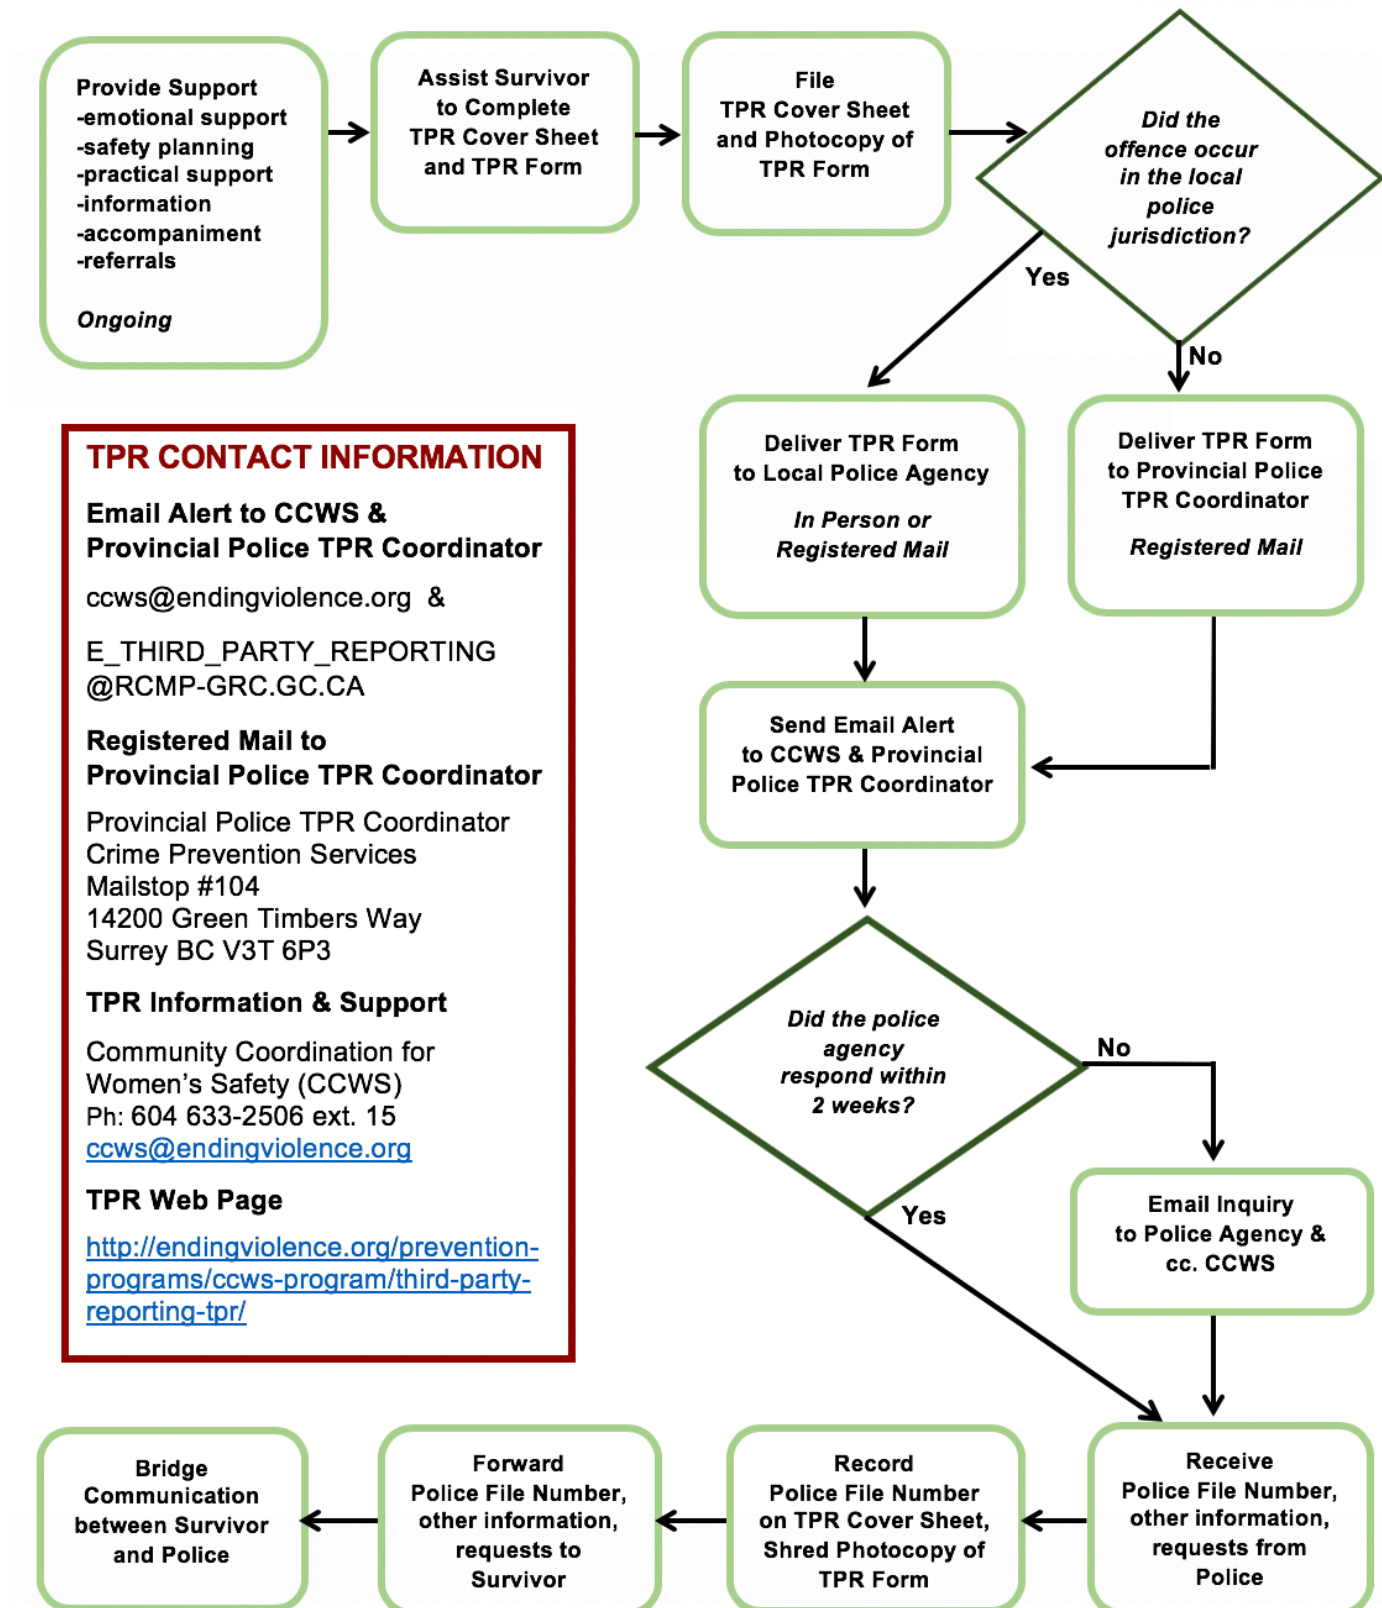 Provide Support
-emotional support
-safety planning
-practical support
-information
-accompaniment
-referrals
Ongoing
Assist Survivor
to Complete
TPR Cover Sheet
and TPR Form
File
TPR Cover Sheet
and Photocopy of
TPR Form
Did the
offence occur
in the local
police
jurisdiction?
Yes
No
Deliver TPR Form
to Local Police Agency
In Person or
Registered Mail
Deliver TPR Form
to Provincial Police
TPR Coordinator
Registered Mail
TPR CONTACT INFORMATION
Email Alert to CCWS &
Provincial Police TPR Coordinator
ccws@endingviolence.org &
E_THIRD_PARTY_REPORTING
@RCMP-GRC.GC.CA
Registered Mail to
Provincial Police TPR Coordinator
Provincial Police TPR Coordinator
Crime Prevention Services
Mailstop #104
14200 Green Timbers Way
Surrey BC V3T 6P3
TPR Information & Support
Community Coordination for
Women's Safety (CCWS)
Ph: 604 633-2506 ext. 15
ccws@endingviolence.org
TPR Web Page
http://endingviolence.org/prevention-
programs/ccws-program/third-party-
reporting-tpr/
Send Email Alert
to CCWS & Provincial
Police TPR Coordinator
Did the police
agency
respond within
2 weeks?
No
Yes
Email Inquiry
to Police Agency &
cc. CCWS
Receive
Police File Number,
other information,
requests from
Police
Record
Police File Number
on TPR Cover Sheet,
Shred Photocopy of
TPR Form
Forward
Police File Number,
other information,
requests to
Survivor
Bridge
Communication
between Survivor
and Police